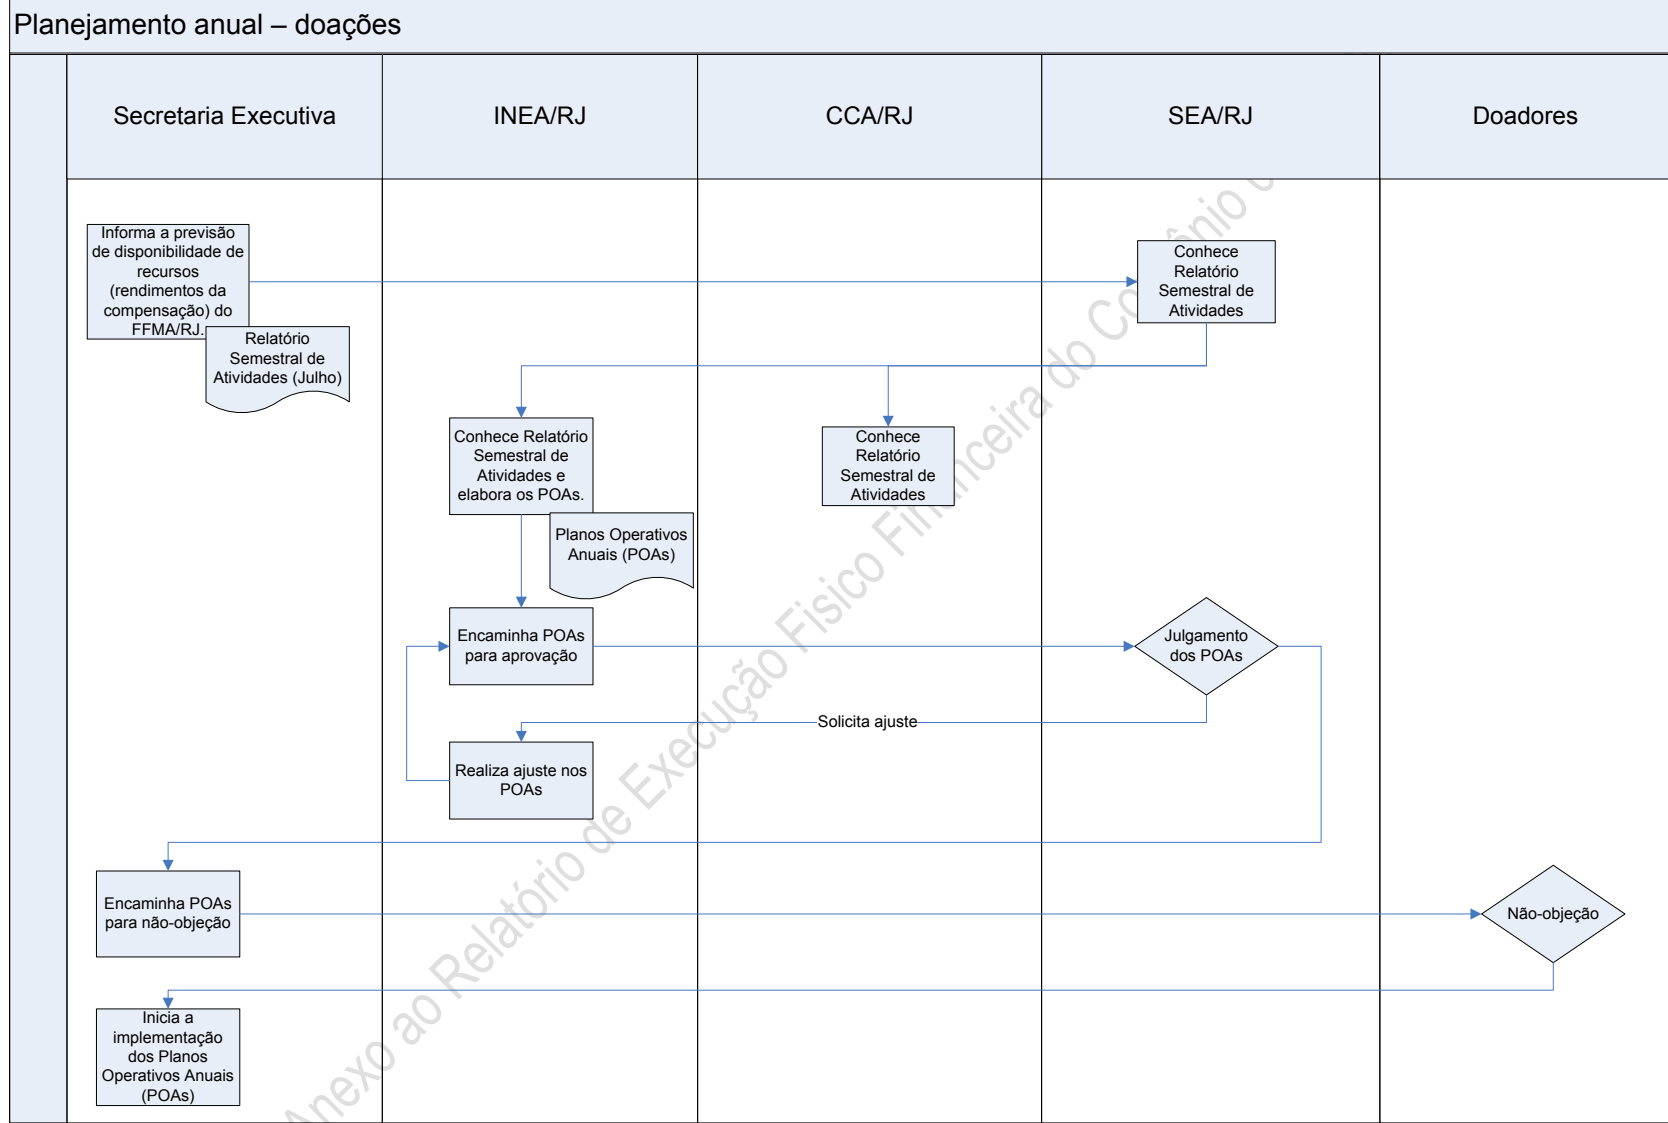 Planejamento anual – doações
Secretaria Executiva
INEA/RJ
CCA/RJ
SEA/RJ
Doadores
Informa a previsão
de disponibilidade de
recursos
(rendimentos da
compensação) do
FFMA/RJ.
Relatório
Semestral de
Atividades (Julho)
Conhece
Relatório
Semestral de
Atividades
Conhece Relatório
Semestral de
Atividades e
elabora os POAs.
Conhece
Relatório
Semestral de
Atividades
Planos Operativos
Anuais (POAs)
Encaminha POAs
para aprovação
Julgamento
dos POAs
Solicita ajuste
Realiza ajuste nos
POAs
Encaminha POAs
para não-objeção
Não-objeção
Inicia a
implementação
dos Planos
Operativos Anuais
(POAs)
Anexo ao Relatório de Execução Fisico Financeira do